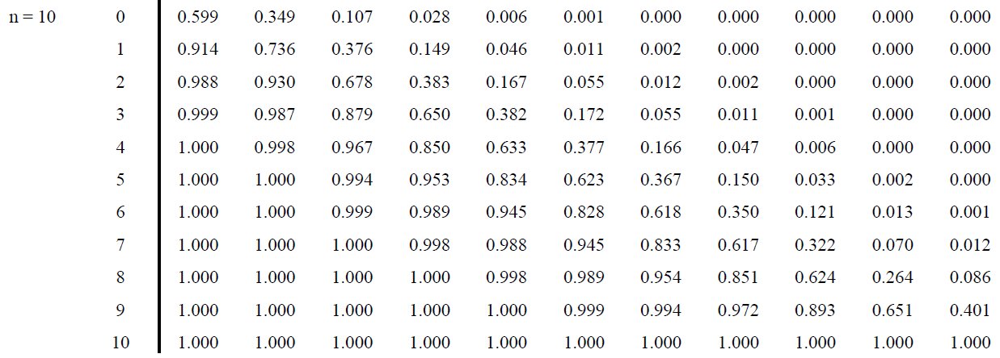 n = 10 0 0.599 0.349 0.107 0.028 0.006 0.001 0.000 0.000 0.000 0.000 0.000
1 0.914 0.736 0.376 0.149 0.046 0.011 0.002 0.000 0.000 0.000 0.000
2 0.988 0.930 0.678 0.383 0.167 0.055 0.012 0.002 0.000 0.000 0.000
3 0.999 0.987 0.879 0.650 0.382 0.172 0.055 0.011 0.001 0.000 0.000
4 1.000 0.998 0.967 0.850 0.633 0.377 0.166 0.047 0.006 0.000 0.000
5 1.000 1.000 0.994 0.953 0.834 0.623 0.367 0.150 0.033 0.002 0.000
6 1.000 1.000 0.999 0.989 0.945 0.828 0.618 0.350 0.121 0.013 0.001
7 1.000 1.000 1.000 0.998 0.988 0.945 0.833 0.617 0.322 0.070 0.012
8 1.000 1.000 1.000 1.000 0.998 0.989 0.954 0.851 0.624 0.264 0.086
9 1.000 1.000 1.000 1.000 1.000 0.999 0.994 0.972 0.893 0.651 0.401
10 1.000 1.000 1.000 1.000 1.000 1.000 1.000 1.000 1.000 1.000 1.000